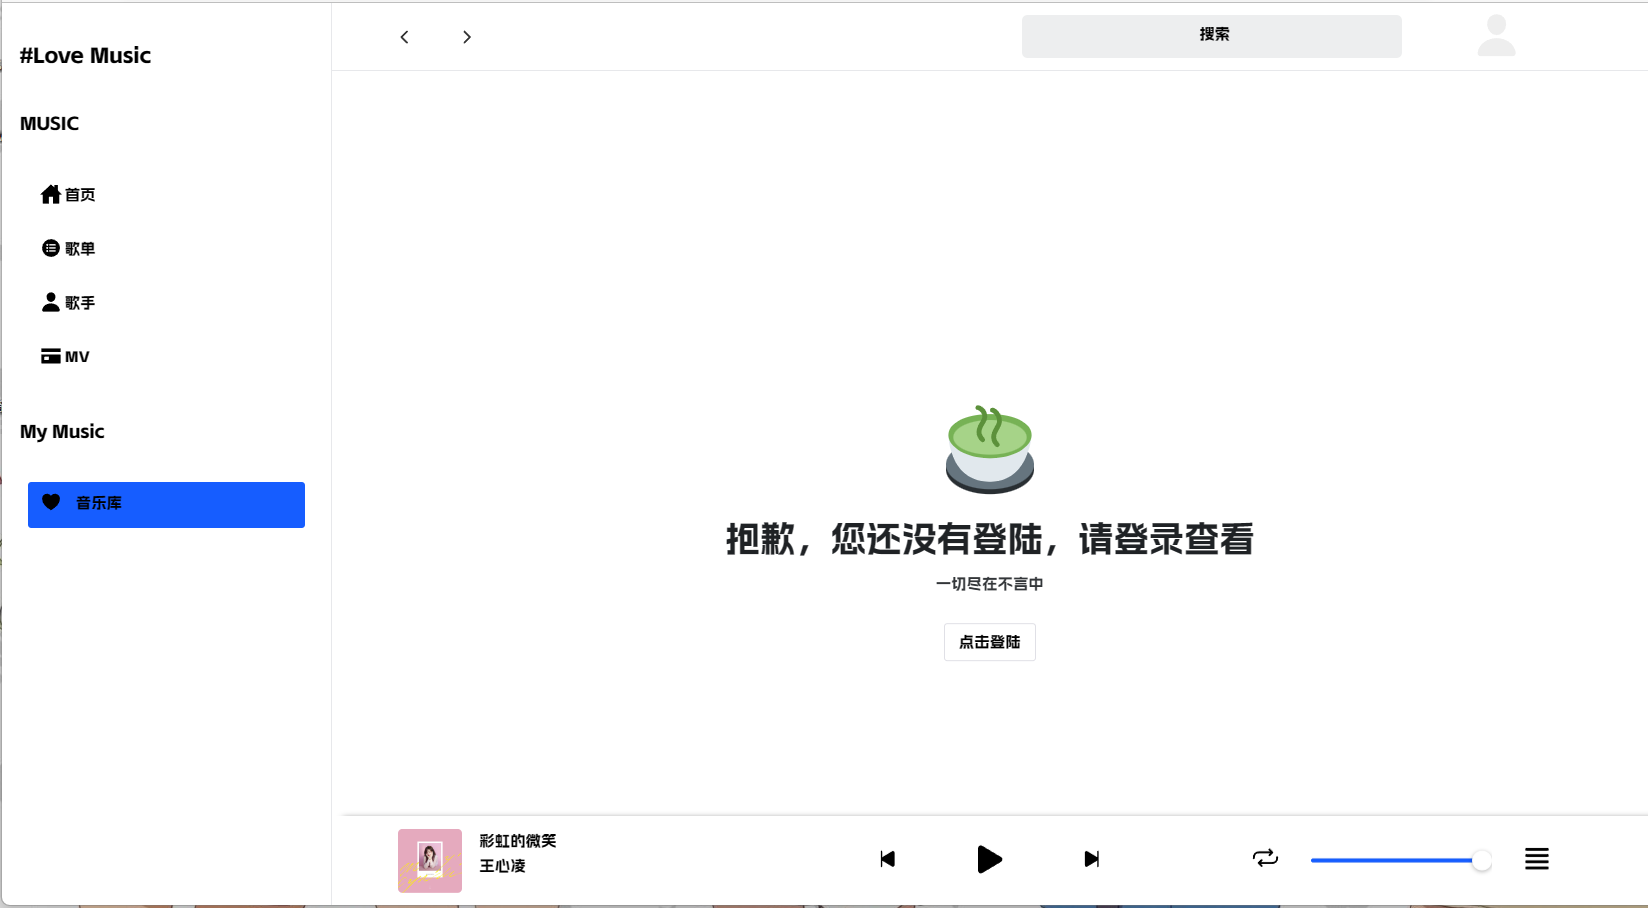 #Love Music
搜索
MUSIC
首页
歌单
歌手
MV
My Music
音乐库
抱歉，您还没有登陆，请登录查看
一切尽在不言中
点击登陆
彩虹的微笑
王心凌